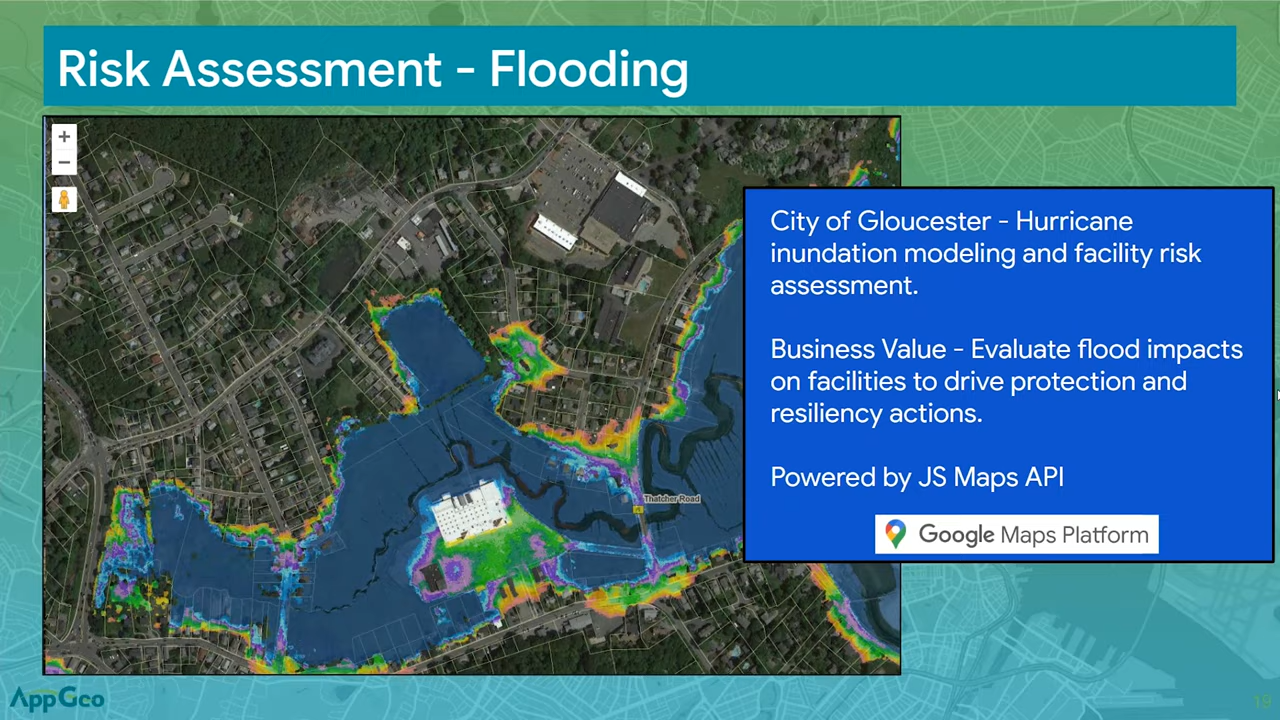 Risk Assessment - Flooding
+
−
City of Gloucester - Hurricane
inundation modeling and facility risk
assessment.
Business Value - Evaluate flood impacts
on facilities to drive protection and
resiliency actions.
Powered by JS Maps API
Google Maps Platform
Thatcher Road
AppGeo
19